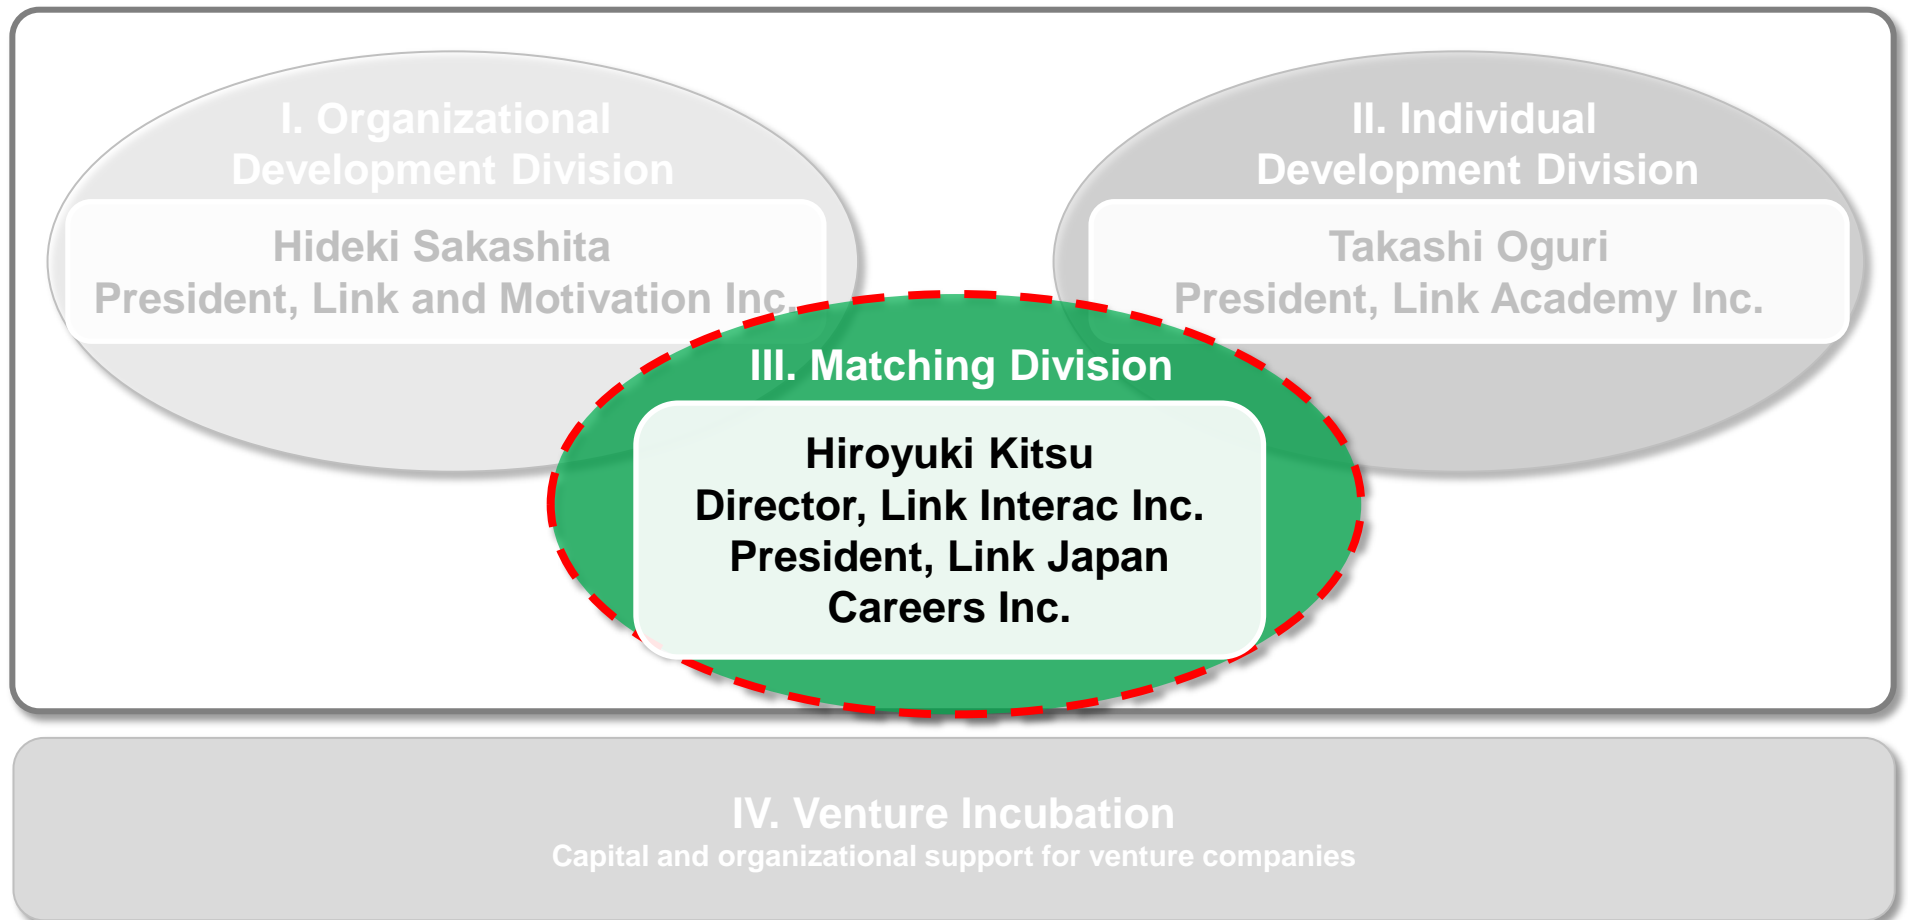 I. Organizational
Development Division
Hideki Sakashita
President, Link and Motivation Inc.
II. Individual
Development Division
Takashi Oguri
President, Link Academy Inc.
III. Matching Division
Hiroyuki Kitsu
Director, Link Interac Inc.
President, Link Japan
Careers Inc.
IV. Venture Incubation
Capital and organizational support for venture companies